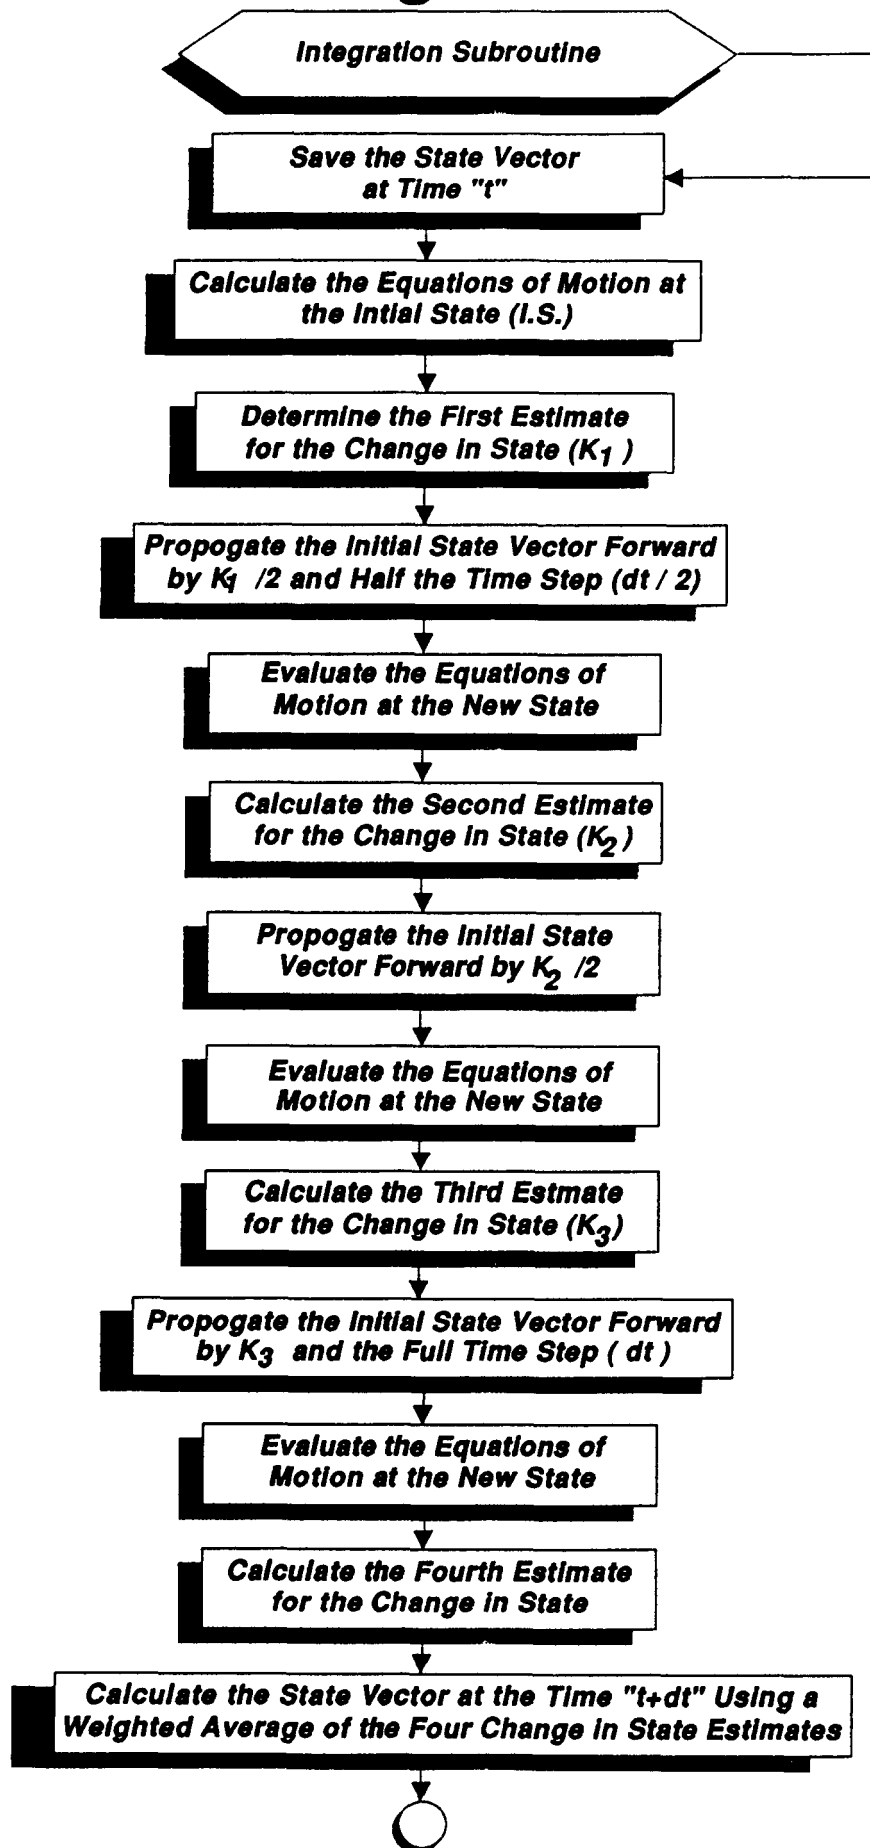 Integration Subroutine
Save the State Vector
at Time "t"
Calculate the Equations of Motion at
the Intial State (I.S.)
Determine the First Estimate
for the Change in State (K1 )
Propogate the Initial State Vector Forward
by K1 /2 and Half the Time Step (dt / 2)
Evaluate the Equations of
Motion at the New State
Calculate the Second Estimate
for the Change in State (K2 )
Propogate the Initial State
Vector Forward by K2 /2
Evaluate the Equations of
Motion at the New State
Calculate the Third Estmate
for the Change in State (K3)
Propogate the Initial State Vector Forward
by K3 and the Full Time Step ( dt )
Evaluate the Equations of
Motion at the New State
Calculate the Fourth Estimate
for the Change in State
Calculate the State Vector at the Time "t+dt" Using a
Weighted Average of the Four Change in State Estimates